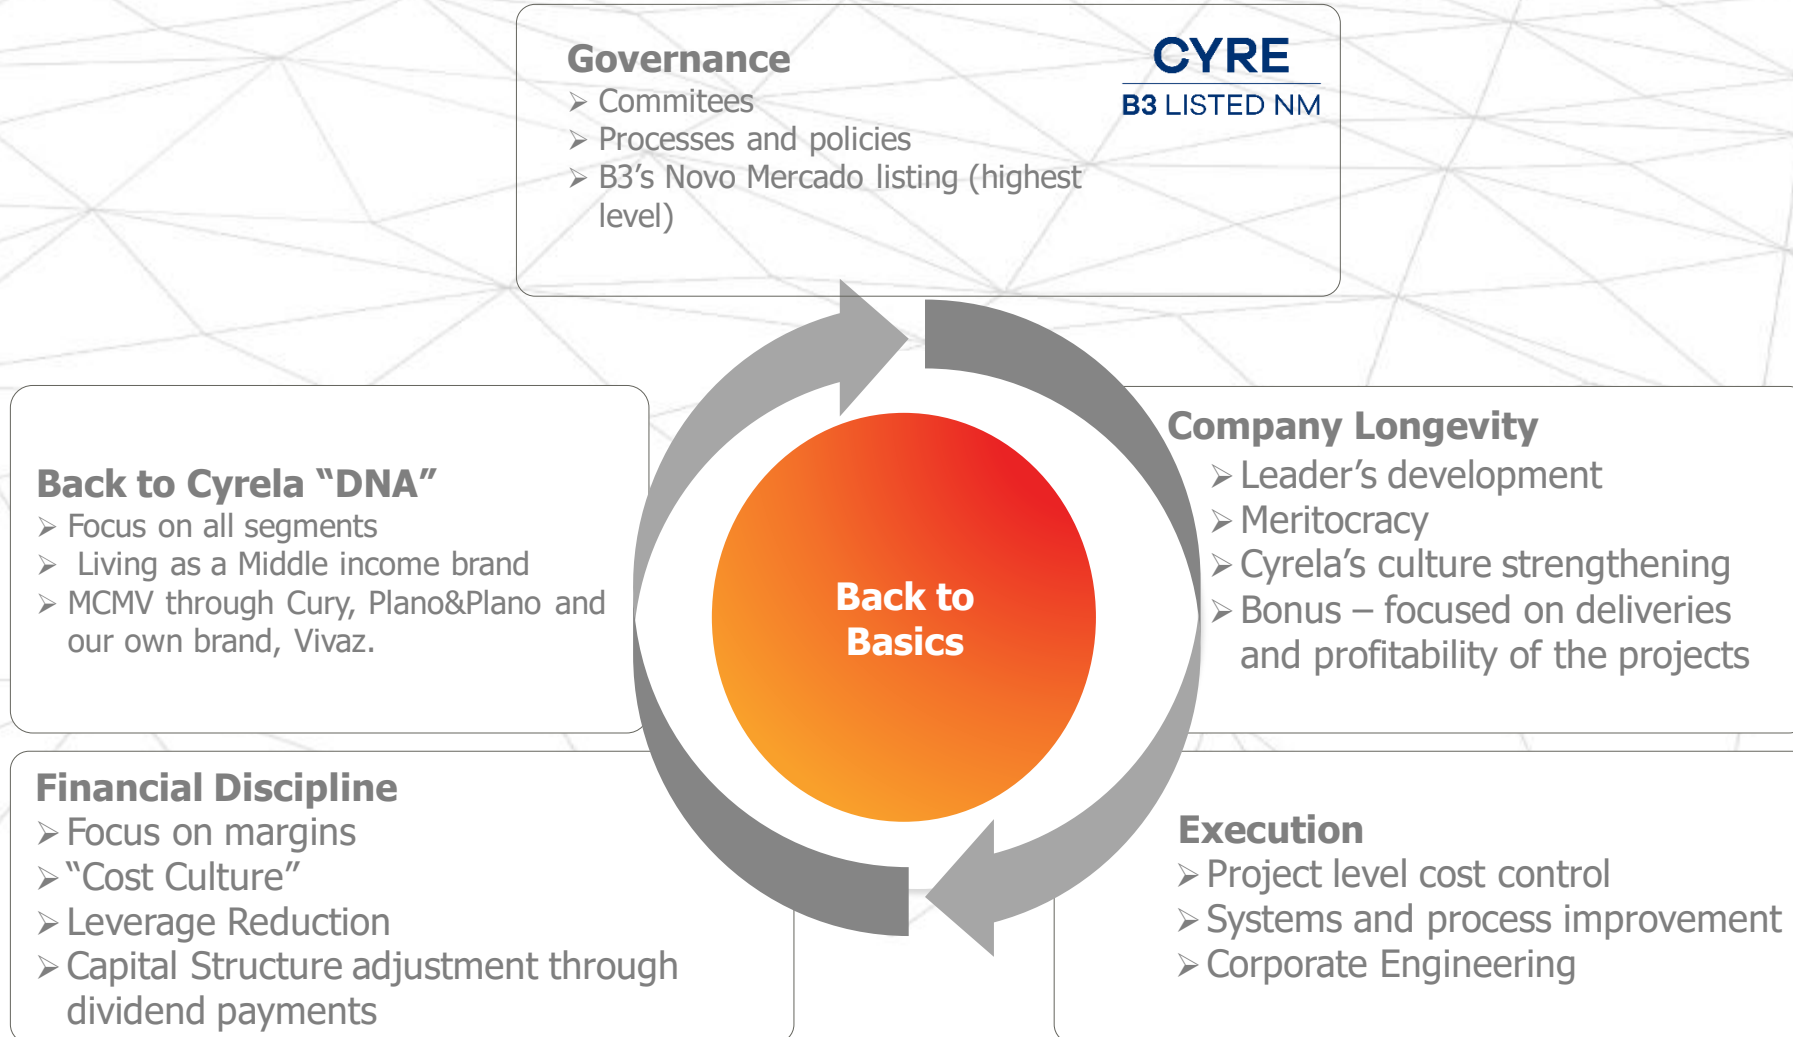 Governance
➢ Commitees
➢ Processes and policies
➢ B3’s Novo Mercado listing (highest
level)
CYRE
B3 LISTED NM
Back to Cyrela “DNA”
➢ Focus on all segments
➢ Living as a Middle income brand
➢ MCMV through Cury, Plano&Plano and
our own brand, Vivaz.
Back to
Basics
Company Longevity
➢ Leader’s development
➢ Meritocracy
➢ Cyrela’s culture strengthening
➢ Bonus – focused on deliveries
and profitability of the projects
Financial Discipline
➢ Focus on margins
➢ “Cost Culture”
➢ Leverage Reduction
➢ Capital Structure adjustment through
dividend payments
Execution
➢ Project level cost control
➢ Systems and process improvement
➢ Corporate Engineering